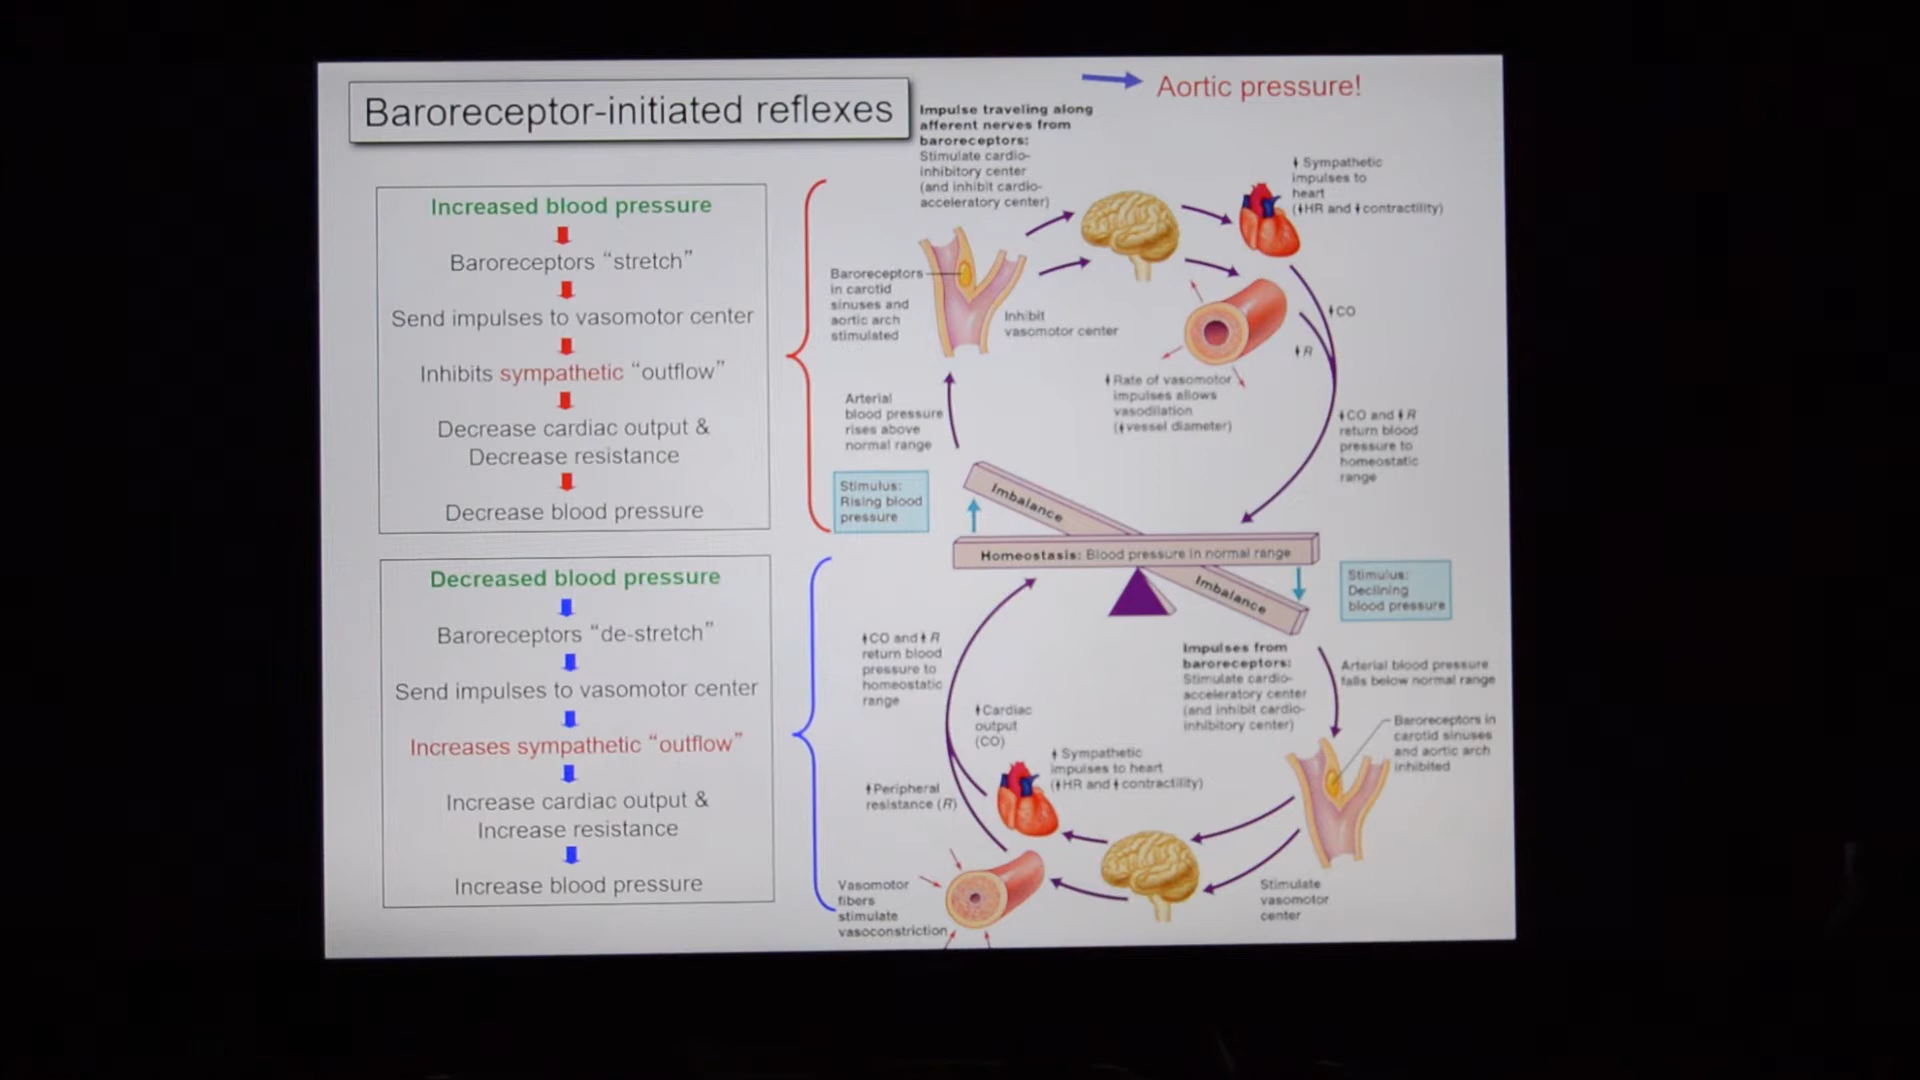 Baroreceptor-initiated reflexes
Aortic pressure!
Increased blood pressure
Baroreceptors “stretch”
Send impulses to vasomotor center
Inhibits sympathetic “outflow”
Decrease cardiac output &
Decrease resistance
Decrease blood pressure
Decreased blood pressure
Baroreceptors “de-stretch”
Send impulses to vasomotor center
Increases sympathetic “outflow”
Increase cardiac output &
Increase resistance
Increase blood pressure
Impulse traveling along
afferent nerves from
baroreceptors:
Stimulate cardio-
inhibitory center
(and inhibit cardio-
acceleratory center)
Sympathetic
impulses to
heart
(HR and contractility)
Baroreceptors
in carotid
sinuses and
aortic arch
stimulated
Inhibit
vasomotor center
CO
R
Rate of vasomotor
impulses allows
vasodilation
(vessel diameter)
Arterial
blood pressure
rises above
normal range
CO and R
return blood
pressure to
homeostatic
range
Stimulus:
Rising blood
pressure
Imbalance
Homeostasis: Blood pressure in normal range
Imbalance
Stimulus:
Declining
blood pressure
CO and R
return blood
pressure to
homeostatic
range
Impulses from
baroreceptors:
Stimulate cardio-
acceleratory center
(and inhibit cardio-
inhibitory center)
Arterial blood pressure
falls below normal range
Cardiac
output
(CO)
Baroreceptors in
carotid sinuses
and aortic arch
inhibited
Sympathetic
impulses to heart
(HR and contractility)
Peripheral
resistance (R)
Vasomotor
fibers
stimulate
vasoconstriction
Stimulate
vasomotor
center